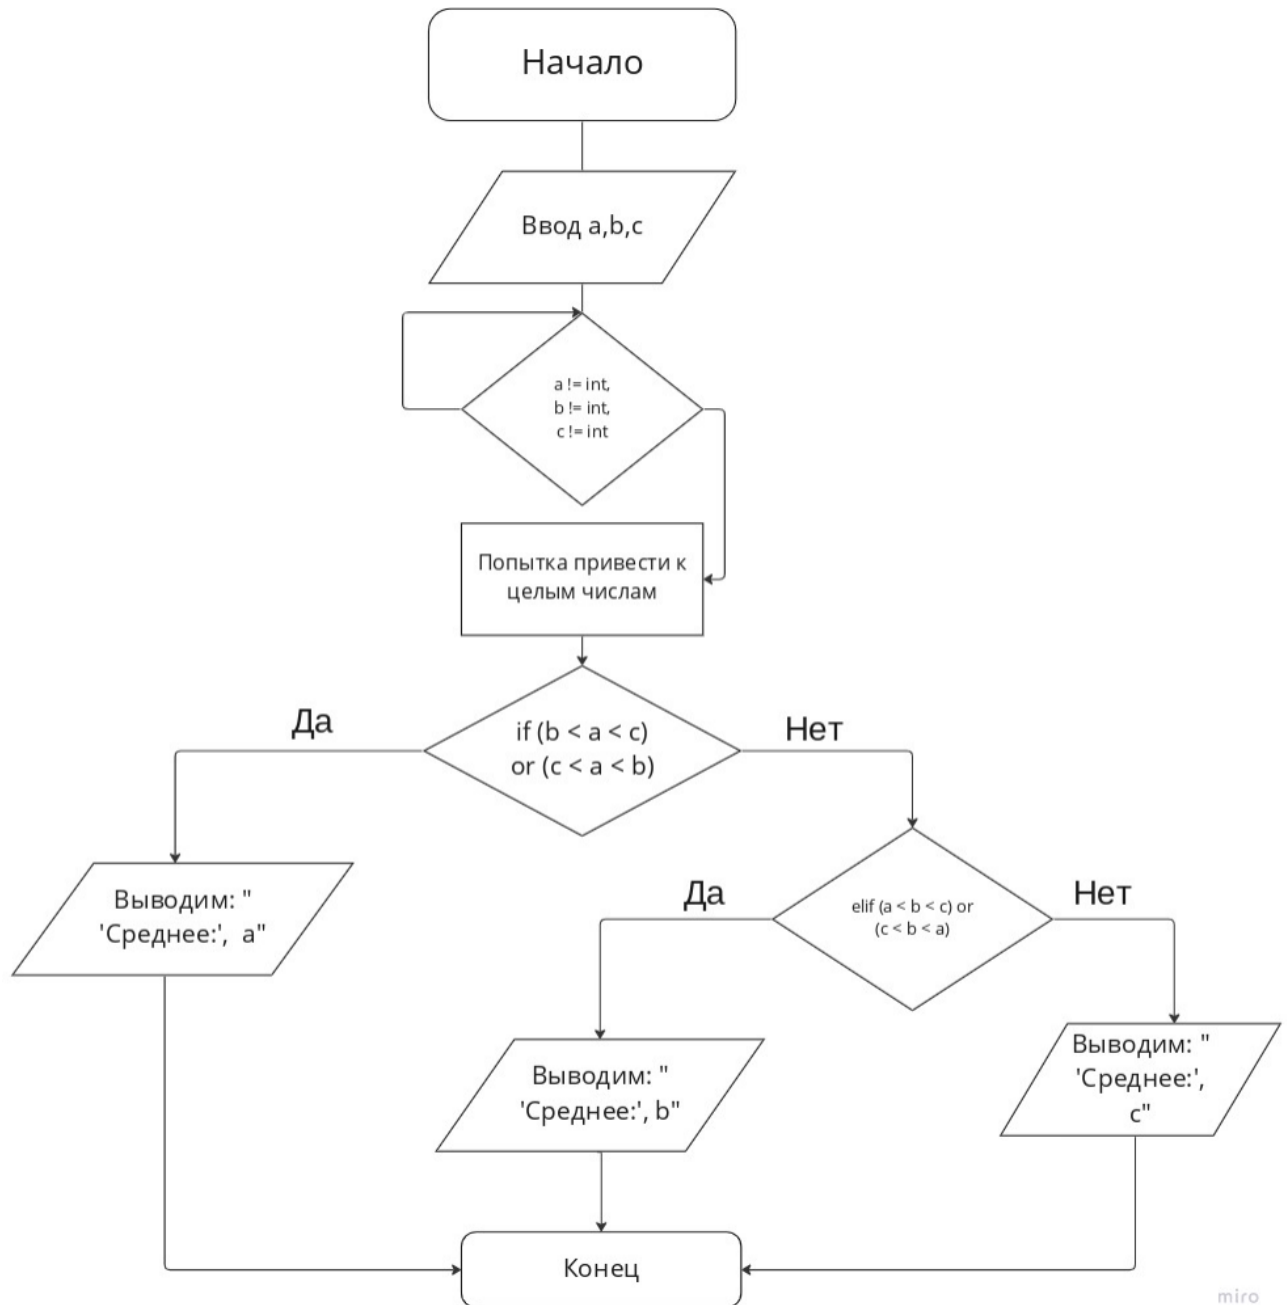 Начало
Ввод a,b,c
a != int,
b != int,
c != int
Попытка привести к
целым числам
if (b < a < c)
or (c < a < b)
Да
Нет
Выводим: "
'Среднее:',  a"
elif (a < b < c) or
(c < b < a)
Да
Нет
Выводим: "
'Среднее:', b"
Выводим: "
'Среднее:',
c"
Конец
miro